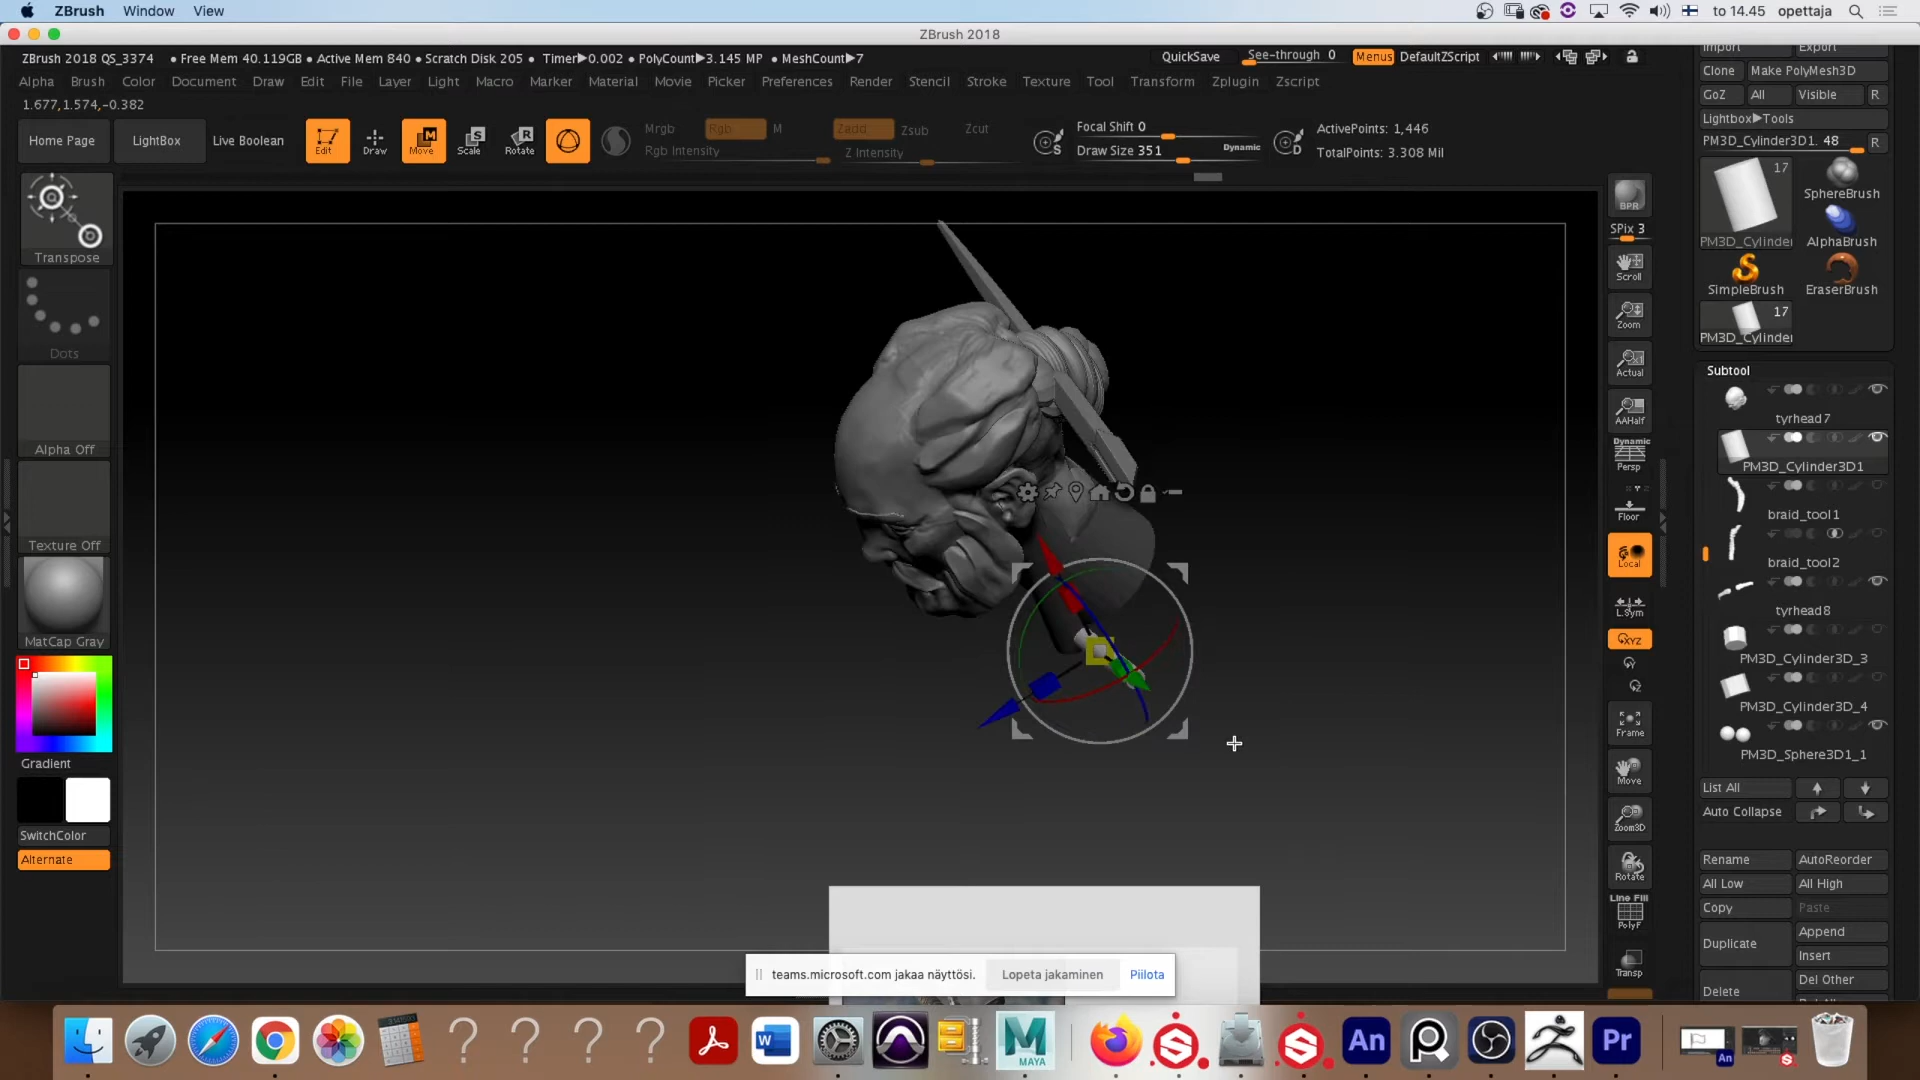 ZBrush Window View to 14.45 opettaja
ZBrush 2018
ZBrush 2018 QS_3374 • Free Mem 40.119GB • Active Mem 840 • Scratch Disk 205 • Timer▶0.002 • PolyCount▶3.145 MP • MeshCount▶7 QuickSave See-through 0 Menus DefaultZScript
Alpha Brush Color Document Draw Edit File Layer Light Macro Marker Material Movie Picker Preferences Render Stencil Stroke Texture Tool Transform Zplugin Zscript
1.677,1.574,-0.382
Home Page LightBox Live Boolean Edit Draw Move Scale Rotate
Mrgb Rgb M Zadd Zsub Zcut
Rgb Intensity Z Intensity
Focal Shift 0
Draw Size 351 Dynamic
ActivePoints: 1,446
TotalPoints: 3.308 Mil
Transpose
Dots
Alpha Off
Texture Off
MatCap Gray
Gradient
SwitchColor
Alternate
BPR
SPix 3
Scroll
Zoom
Actual
AAHalf
Dynamic
Persp
Floor
Local
L.Sym
XYZ
Frame
Move
Zoom3D
Rotate
Line Fill
PolyF
Transp
Import Export
Clone Make PolyMesh3D
GoZ All Visible R
Lightbox▶Tools
PM3D_Cylinder3D1. 48 R
17
SphereBrush
PM3D_Cylinder AlphaBrush
SimpleBrush EraserBrush
17
PM3D_Cylinder
Subtool
tyrhead7
PM3D_Cylinder3D1
braid_tool1
braid_tool2
tyrhead8
PM3D_Cylinder3D_3
PM3D_Cylinder3D_4
PM3D_Sphere3D1_1
List All
Auto Collapse
Rename AutoReorder
All Low All High
Copy Paste
Duplicate Append
Insert
Delete Del Other
teams.microsoft.com jakaa näyttösi. Lopeta jakaminen Piilota
W
MAYA
An
Pr
An